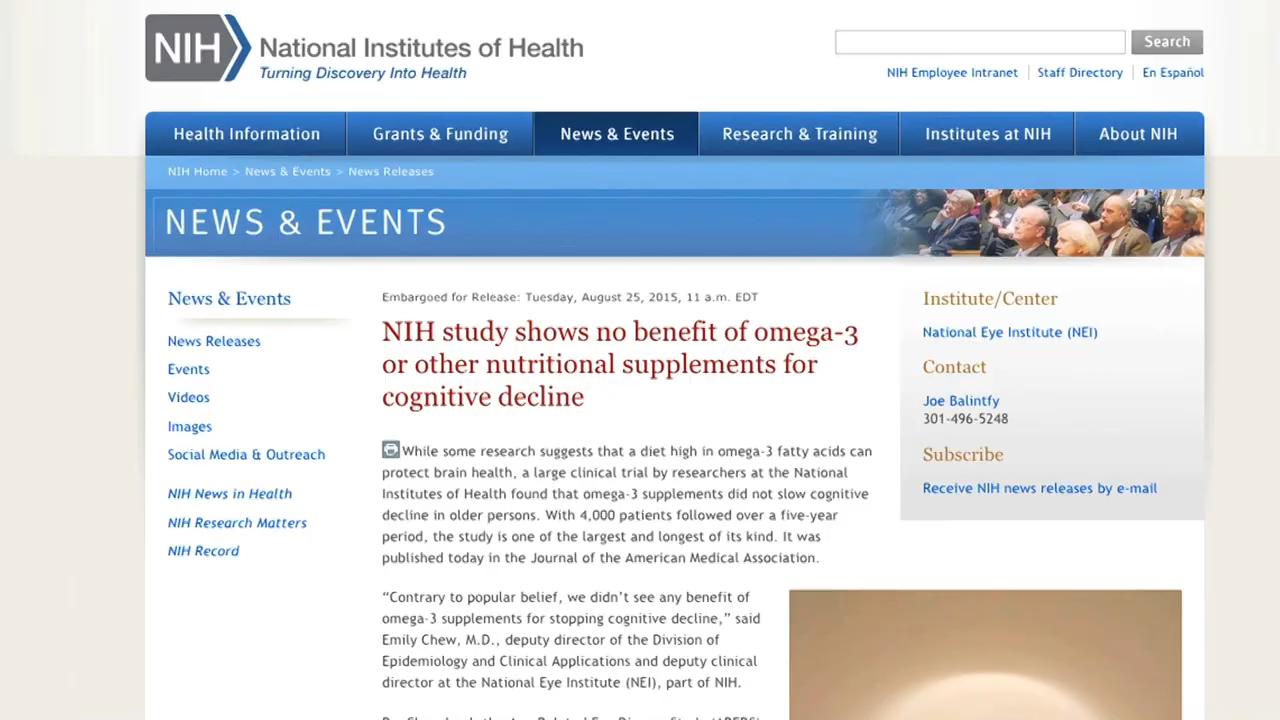 NIH National Institutes of Health
Turning Discovery Into Health
Search
NIH Employee Intranet Staff Directory En Español
Health Information Grants & Funding News & Events Research & Training Institutes at NIH About NIH
NIH Home > News & Events > News Releases
NEWS & EVENTS
News & Events
News Releases
Events
Videos
Images
Social Media & Outreach
NIH News in Health
NIH Research Matters
NIH Record
Embargoed for Release: Tuesday, August 25, 2015, 11 a.m. EDT
NIH study shows no benefit of omega-3
or other nutritional supplements for
cognitive decline
While some research suggests that a diet high in omega-3 fatty acids can
protect brain health, a large clinical trial by researchers at the National
Institutes of Health found that omega-3 supplements did not slow cognitive
decline in older persons. With 4,000 patients followed over a five-year
period, the study is one of the largest and longest of its kind. It was
published today in the Journal of the American Medical Association.
“Contrary to popular belief, we didn’t see any benefit of
omega-3 supplements for stopping cognitive decline,” said
Emily Chew, M.D., deputy director of the Division of
Epidemiology and Clinical Applications and deputy clinical
director at the National Eye Institute (NEI), part of NIH.
Institute/Center
National Eye Institute (NEI)
Contact
Joe Balintfy
301-496-5248
Subscribe
Receive NIH news releases by e-mail